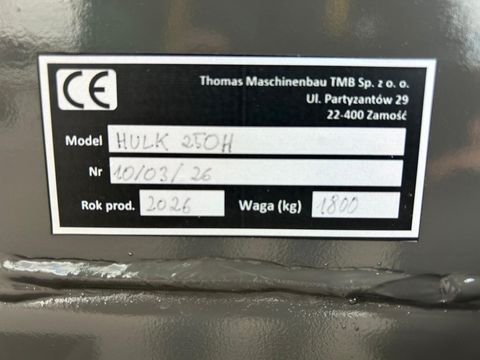 CE Thomas Maschinenbau TMB Sp. z o. o.
Ul. Partyzantów 29
22-400 Zamość
Model HULK 250H
Nr 10/03/26
Rok prod. 2026 Waga (kg) 1800